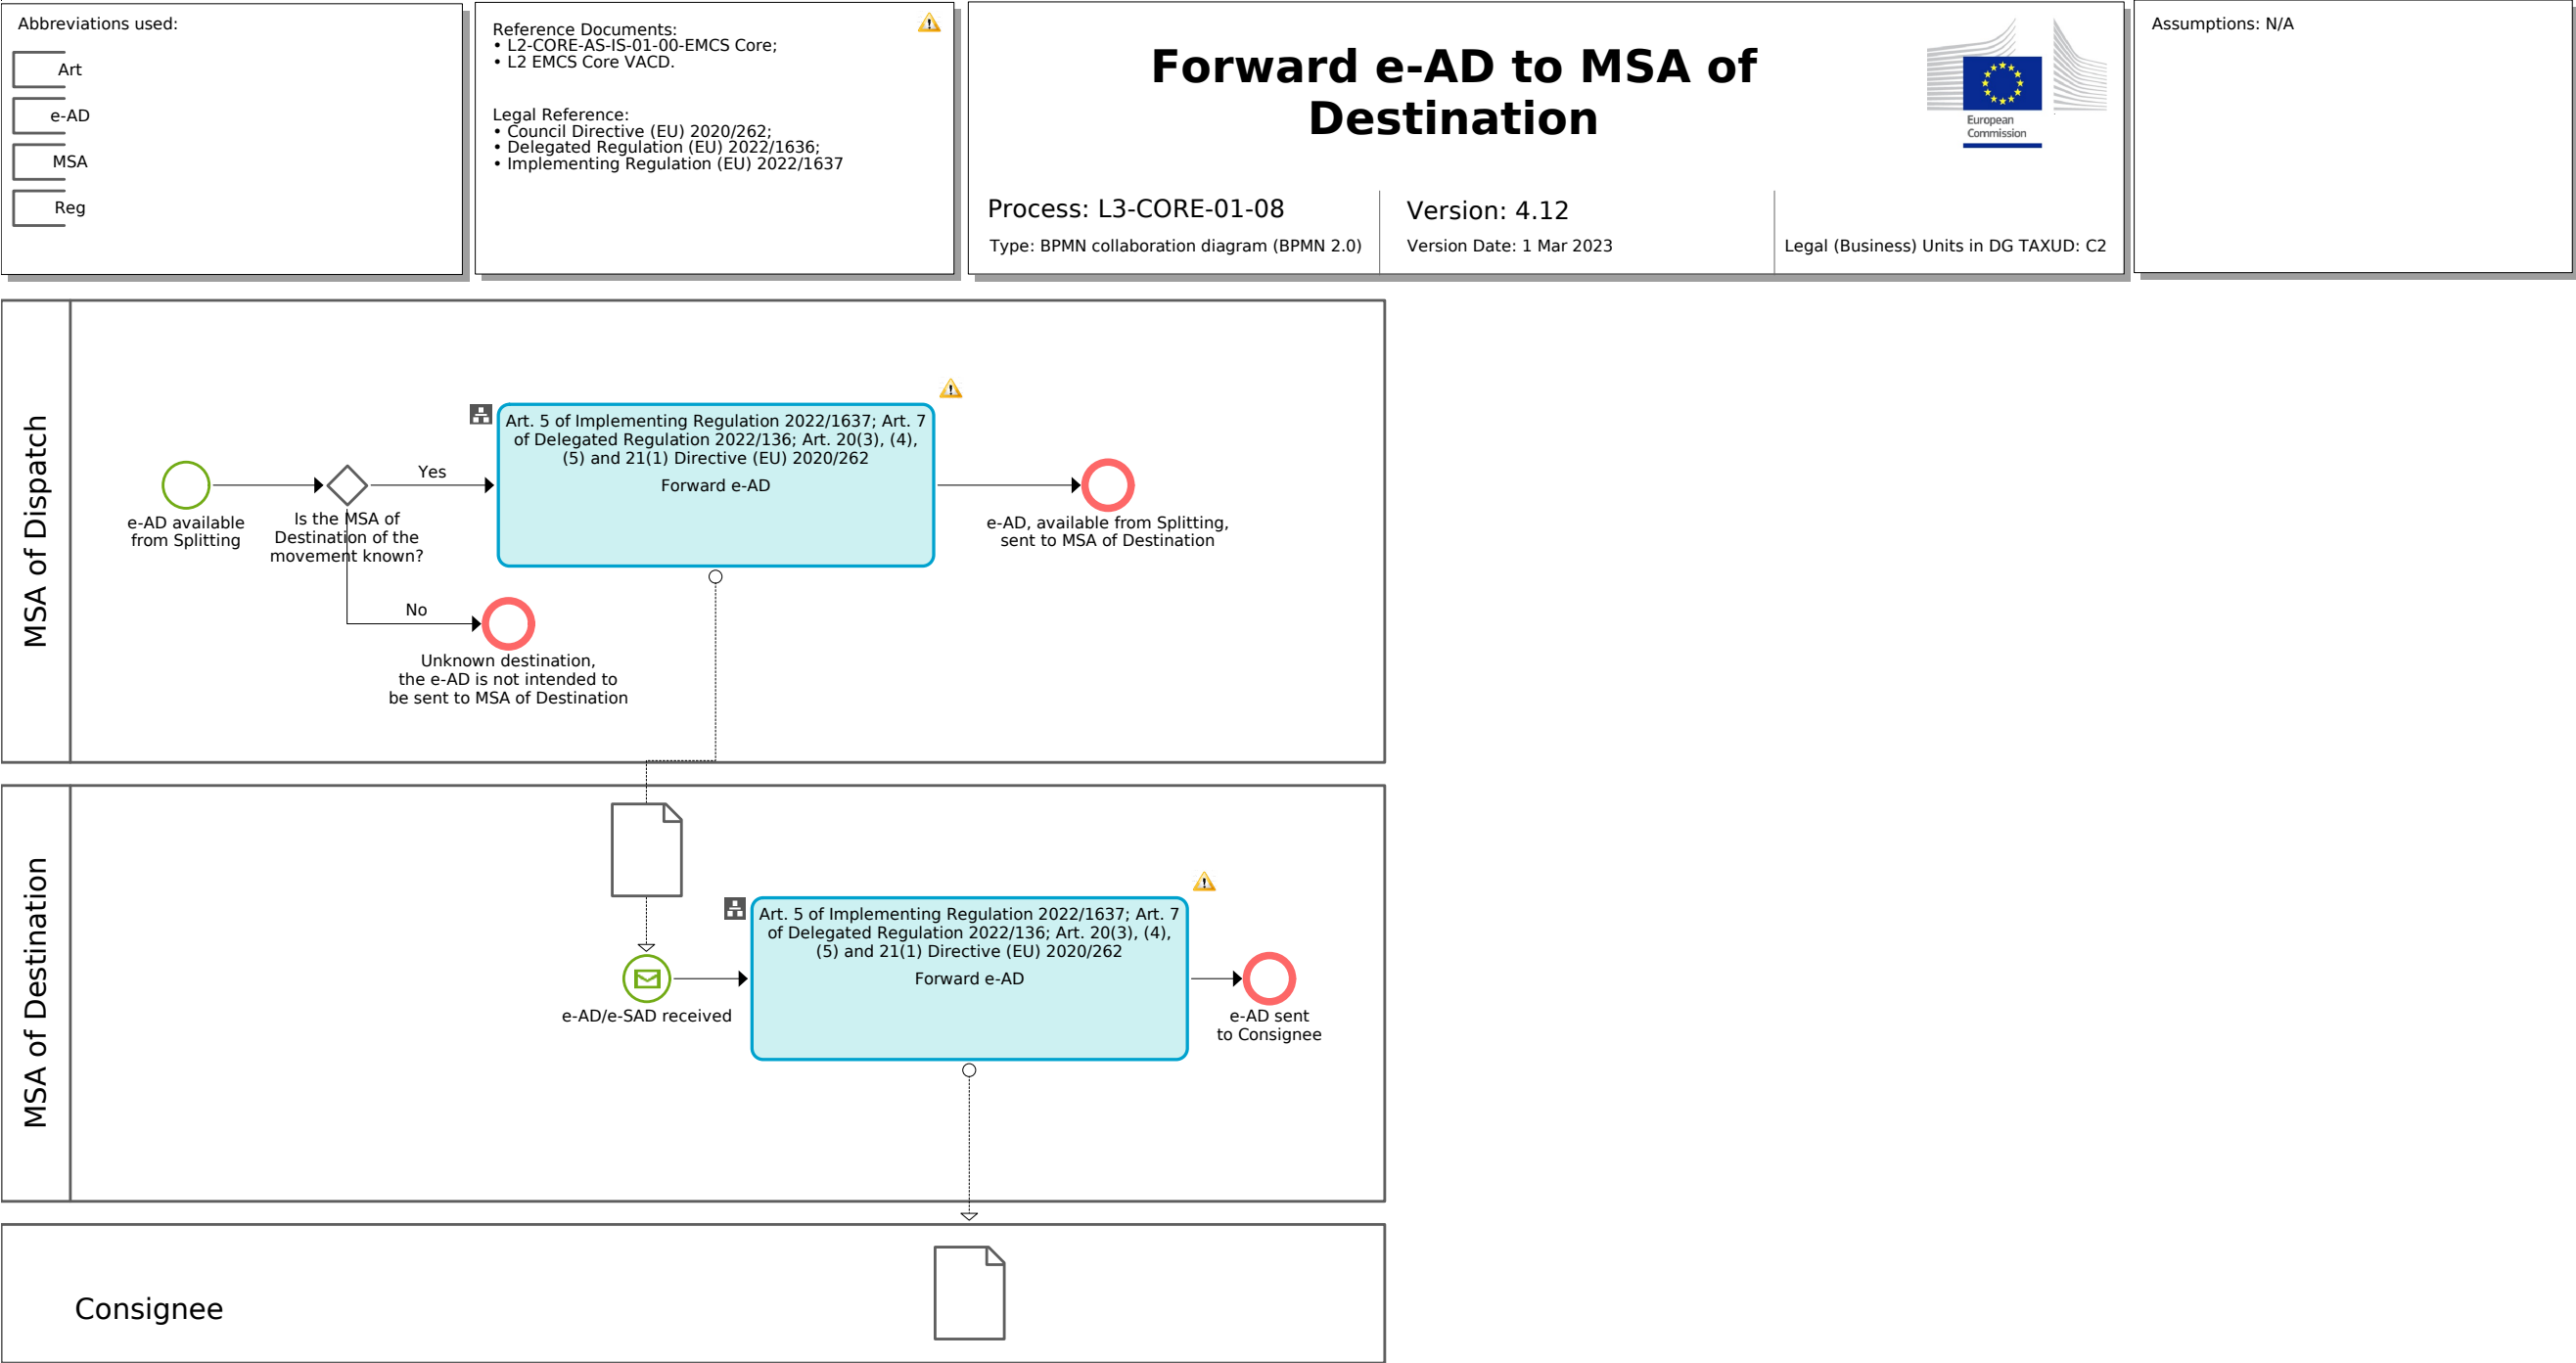 Abbreviations used:
Art
e-AD
MSA
Reg
Reference Documents:
• L2-CORE-AS-IS-01-00-EMCS Core;
• L2 EMCS Core VACD.
Legal Reference:
• Council Directive (EU) 2020/262;
• Delegated Regulation (EU) 2022/1636;
• Implementing Regulation (EU) 2022/1637
Forward e-AD to MSA of
Destination
European
Commission
Process: L3-CORE-01-08
Version: 4.12
Type: BPMN collaboration diagram (BPMN 2.0)
Version Date: 1 Mar 2023
Legal (Business) Units in DG TAXUD: C2
Assumptions: N/A
MSA of Dispatch
e-AD available
from Splitting
Is the MSA of
Destination of the
movement known?
Yes
No
Art. 5 of Implementing Regulation 2022/1637; Art. 7
of Delegated Regulation 2022/136; Art. 20(3), (4),
(5) and 21(1) Directive (EU) 2020/262
Forward e-AD
e-AD, available from Splitting,
sent to MSA of Destination
Unknown destination,
the e-AD is not intended to
be sent to MSA of Destination
MSA of Destination
e-AD/e-SAD received
Art. 5 of Implementing Regulation 2022/1637; Art. 7
of Delegated Regulation 2022/136; Art. 20(3), (4),
(5) and 21(1) Directive (EU) 2020/262
Forward e-AD
e-AD sent
to Consignee
Consignee